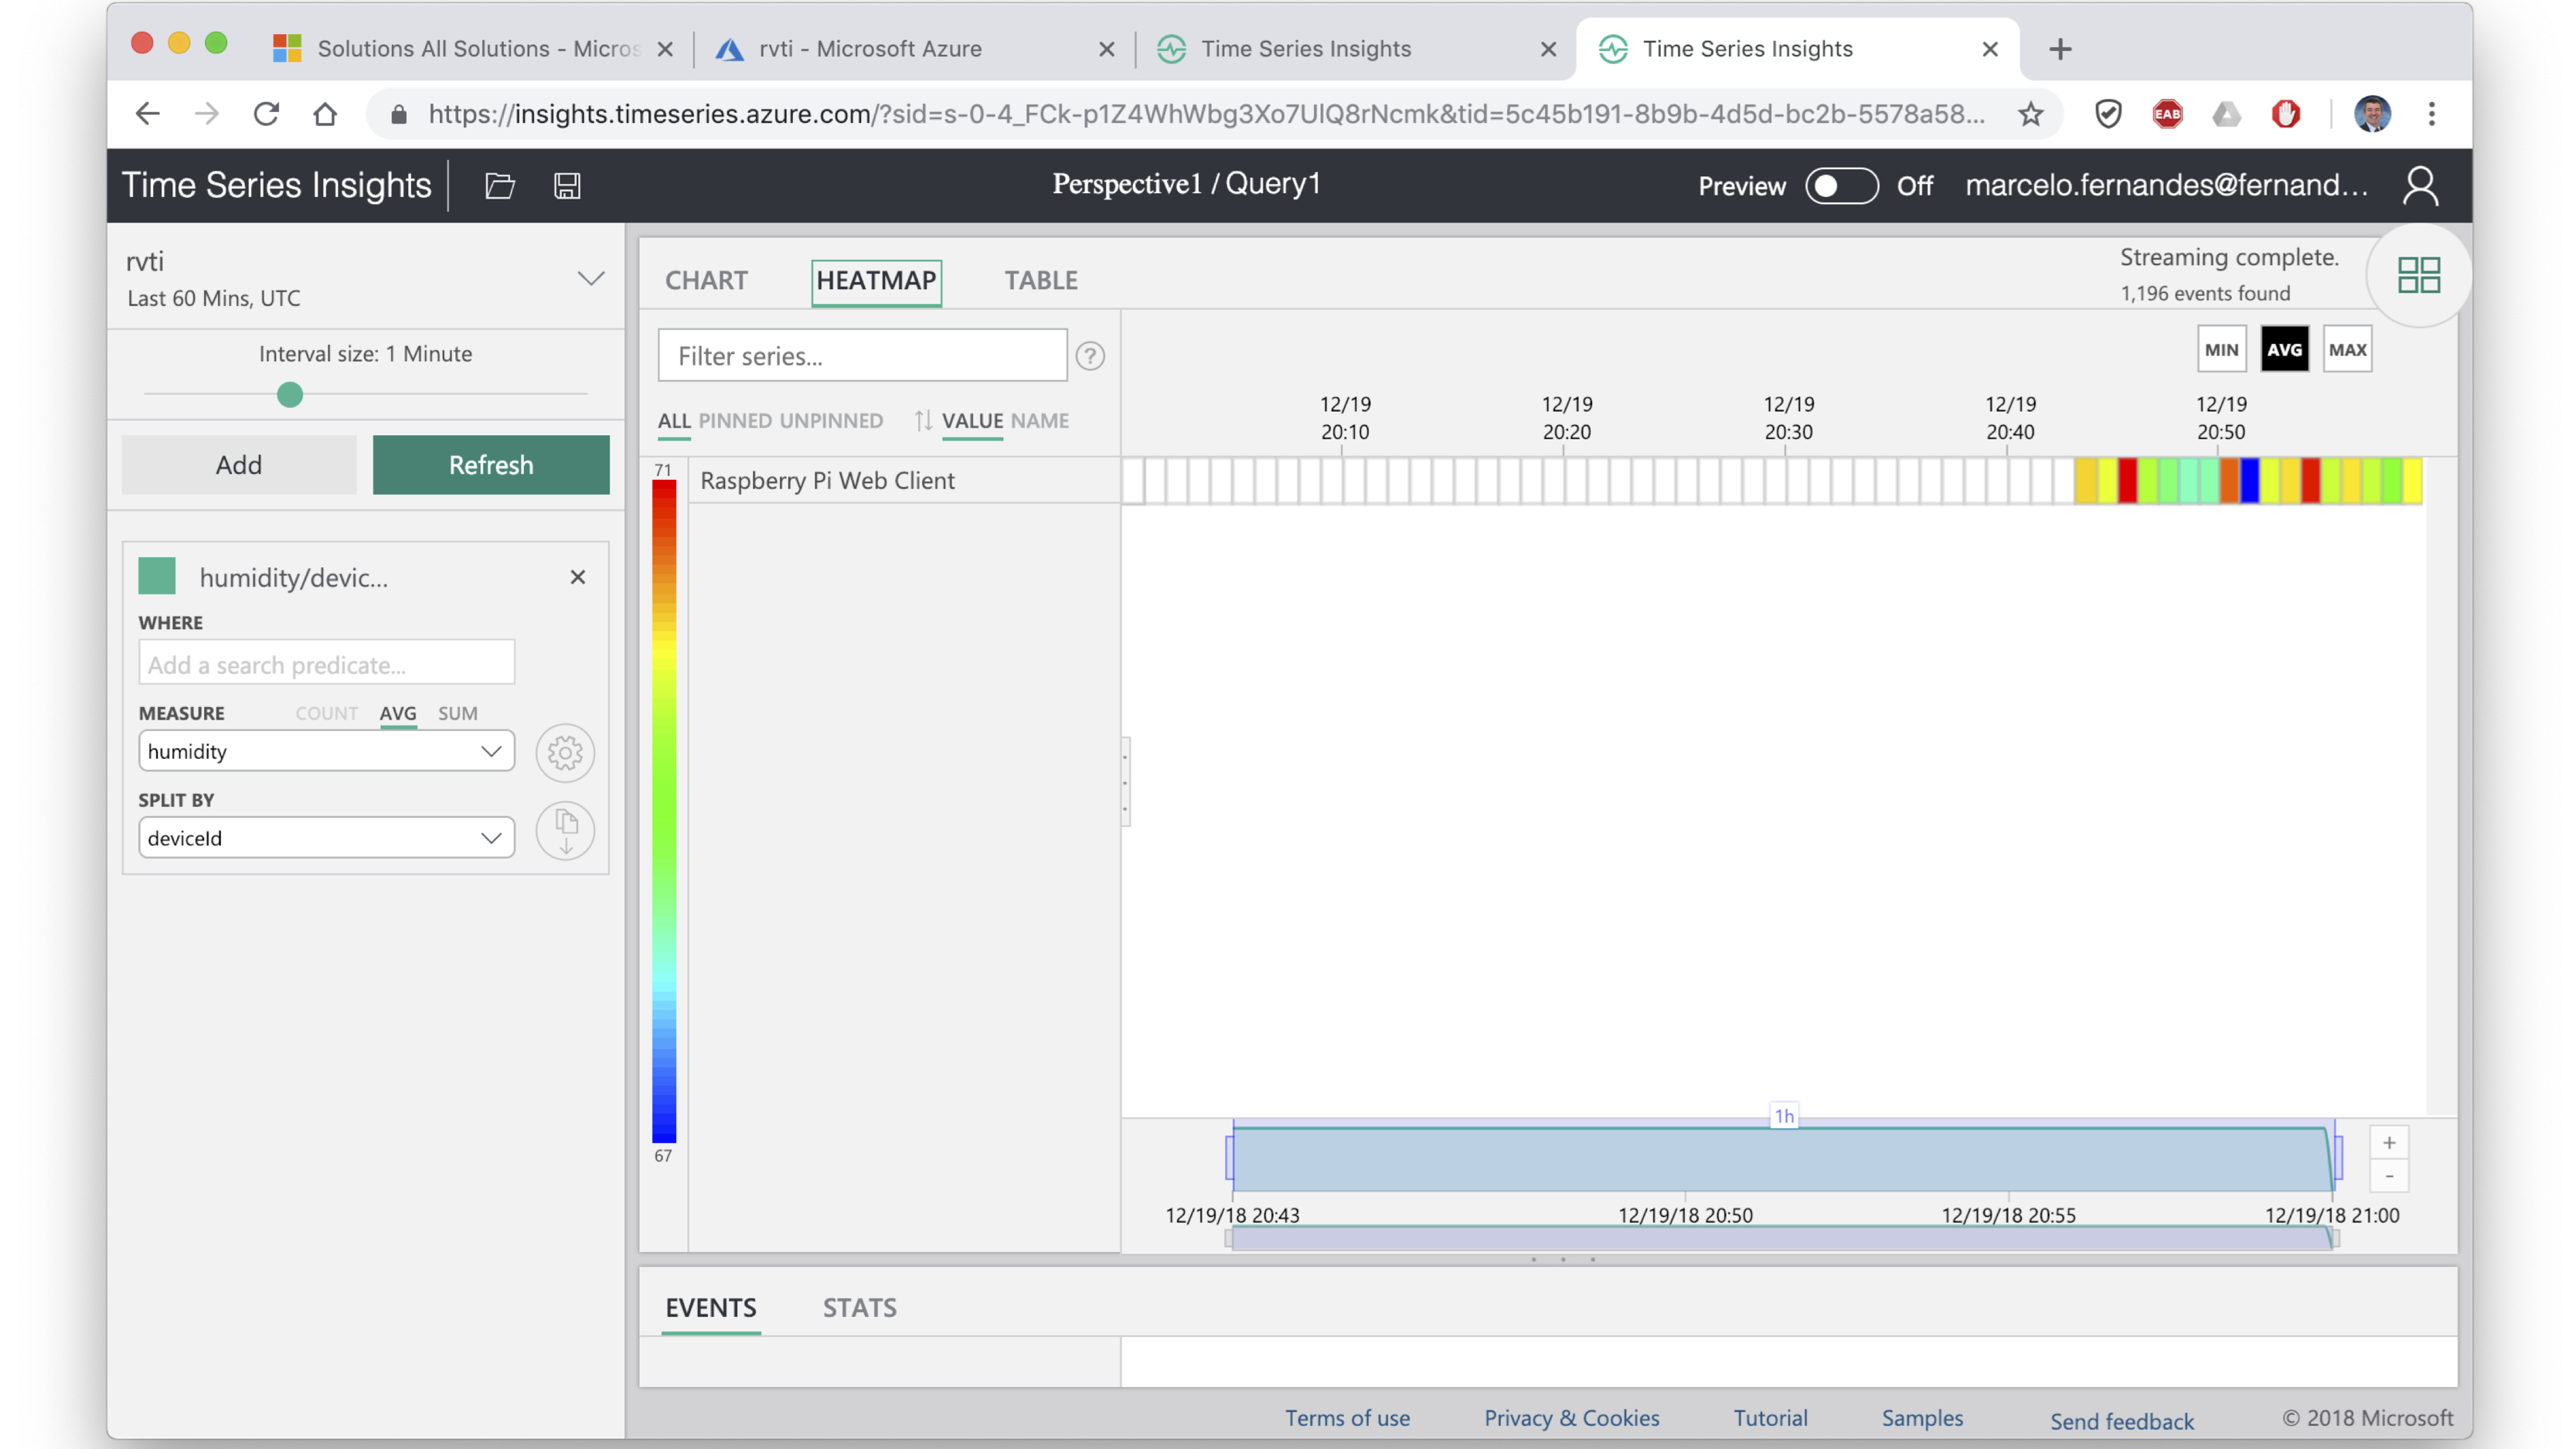 Solutions All Solutions - Micros
rvti - Microsoft Azure
Time Series Insights
Time Series Insights
https://insights.timeseries.azure.com/?sid=s-0-4_FCk-p1Z4WhWbg3Xo7UlQ8rNcmk&tid=5c45b191-8b9b-4d5d-bc2b-5578a58...
EAB
Time Series Insights
Perspective1 / Query1
Preview
Off
marcelo.fernandes@fernand...
rvti
Last 60 Mins, UTC
Interval size: 1 Minute
Add
Refresh
humidity/devic...
WHERE
Add a search predicate...
MEASURE COUNT AVG SUM
humidity
SPLIT BY
deviceId
CHART HEATMAP TABLE
Streaming complete.
1,196 events found
Filter series...
?
MIN AVG MAX
ALL PINNED UNPINNED VALUE NAME
12/19 12/19 12/19 12/19 12/19
20:10 20:20 20:30 20:40 20:50
71
Raspberry Pi Web Client
67
1h
+
-
12/19/18 20:43 12/19/18 20:50 12/19/18 20:55 12/19/18 21:00
EVENTS STATS
Terms of use Privacy & Cookies Tutorial Samples Send feedback © 2018 Microsoft